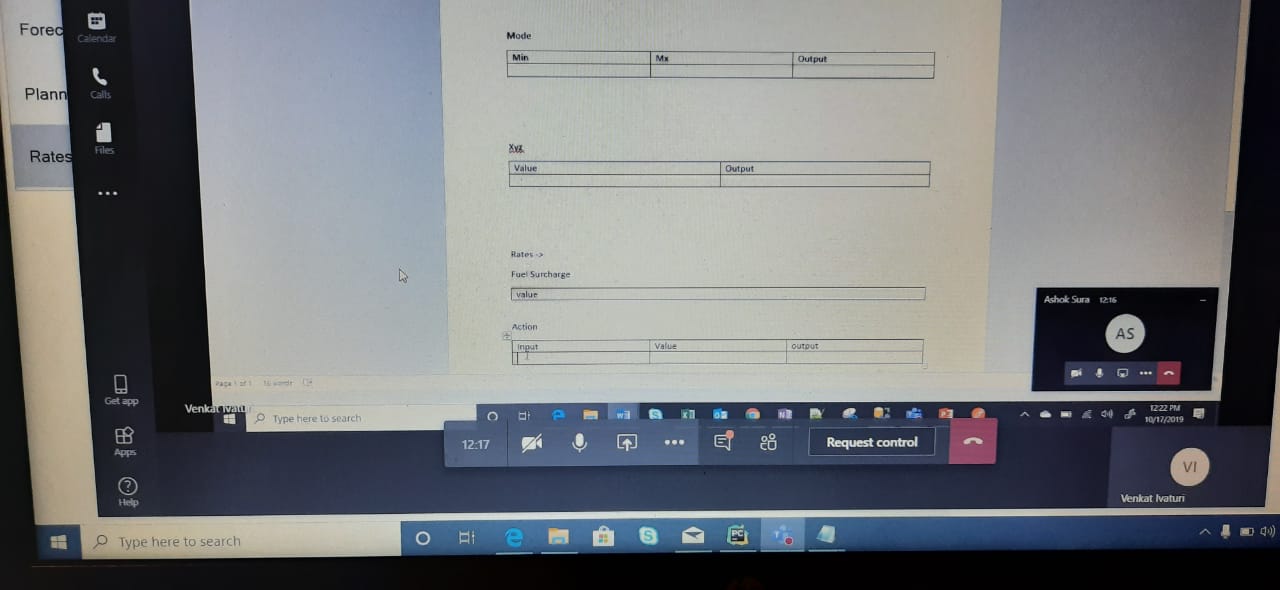 Forec
Plann
Rates
Calendar
Calls
Files
Get app
Apps
Help
Mode
Min Mx Output
Xyz
Value Output
Rates ->
Fuel Surcharge
value
Action
Input Value output
Page 1 of 1 16 words
Ashok Sura 12:16
AS
Venkat Ivatur
Type here to search
12:22 PM
10/17/2019
12:17 Request control
VI
Venkat Ivaturi
Type here to search
PC